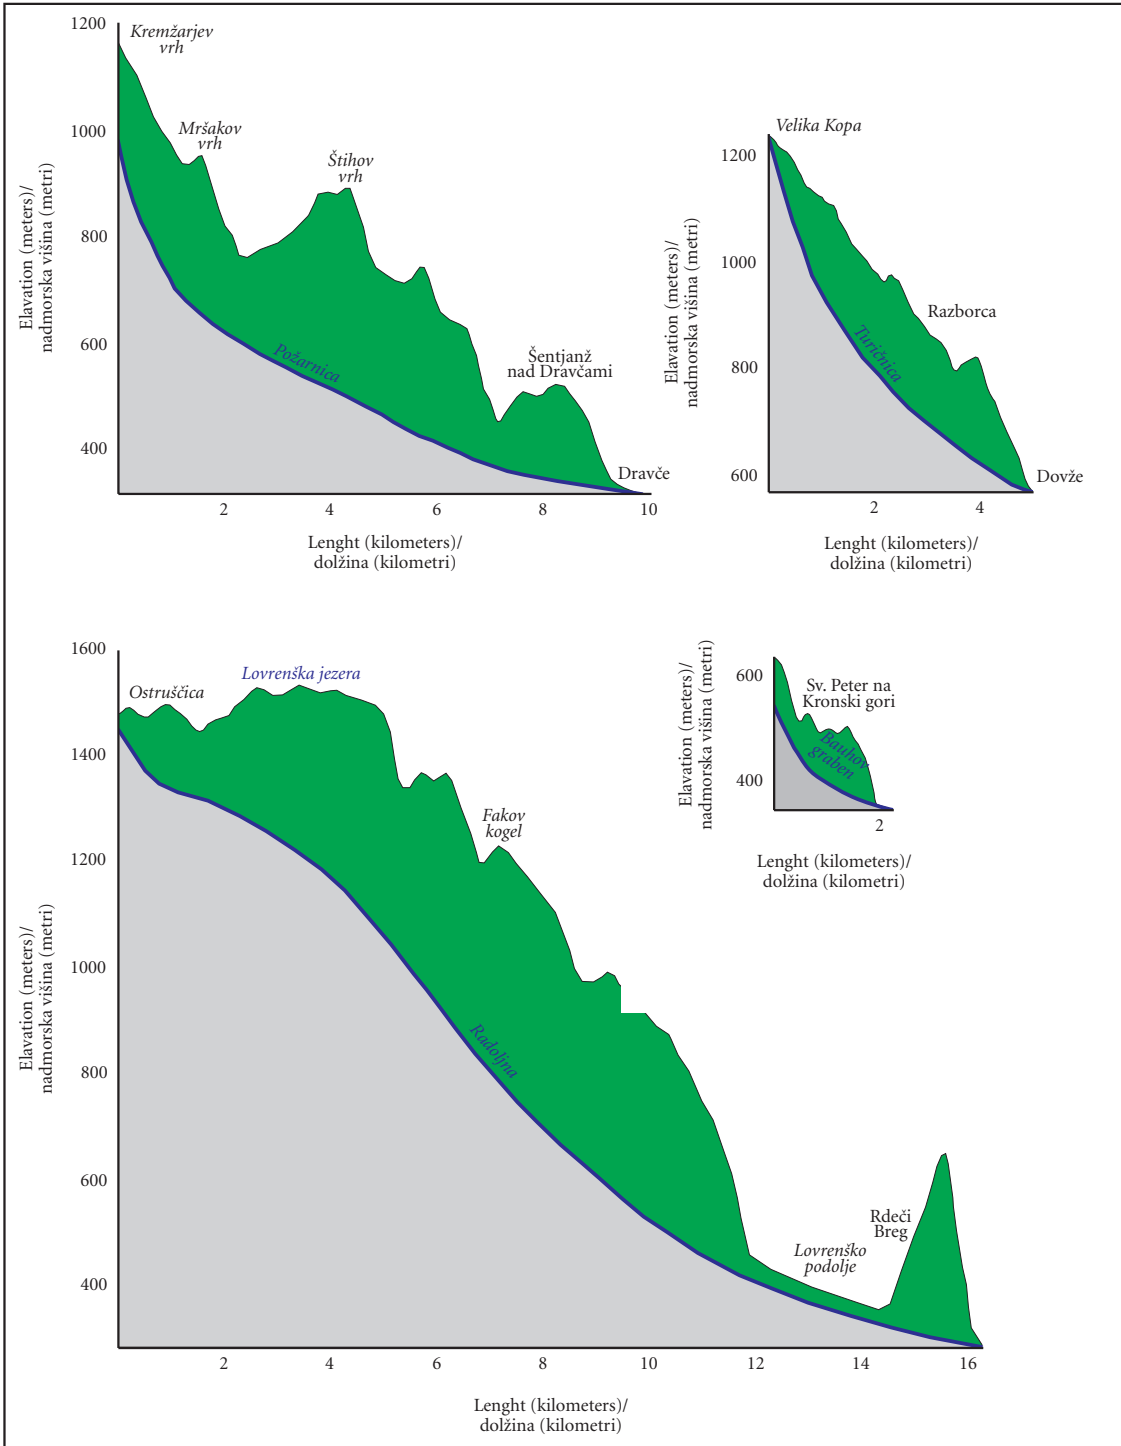 1200
1000
800
600
400
Elavation (meters)/
nadmorska višina (metri)
Kremžarjev
vrh
Mršakov
vrh
Štihov
vrh
Požarnica
Šentjanž
nad Dravčami
Dravče
2
4
6
8
10
Lenght (kilometers)/
dolžina (kilometri)
1200
1000
800
600
Elavation (meters)/
nadmorska višina (metri)
Velika Kopa
Turičnica
Razborca
Dovže
2
4
Lenght (kilometers)/
dolžina (kilometri)
1600
1400
1200
1000
800
600
400
Elavation (meters)/
nadmorska višina (metri)
Ostruščica
Lovrenška jezera
Fakov
kogel
Radoljna
Lovrenško
podolje
Rdeči
Breg
2
4
6
8
10
12
14
16
Lenght (kilometers)/
dolžina (kilometri)
600
400
Elavation (meters)/
nadmorska višina (metri)
Sv. Peter na
Kronski gori
Bauhov
graben
2
Lenght (kilometers)/
dolžina (kilometri)